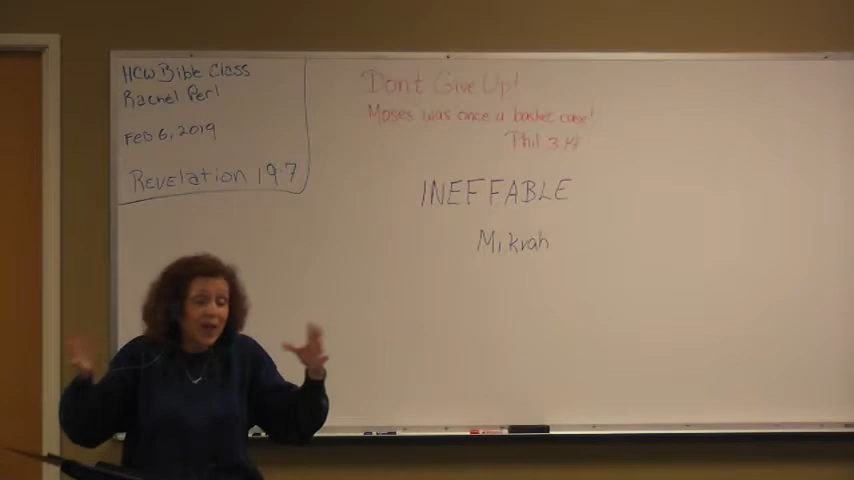 HCW Bible Class
Rachel Perl
Feb 6, 2019
Revelation 19:7
Don't Give Up!
Moses was once a basket case!
Phil 3:14
INEFFABLE
Mikrah